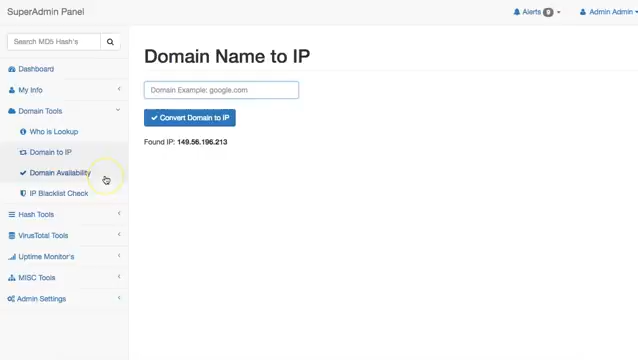 SuperAdmin Panel
Alerts 9
Admin Admin
Search MD5 Hash's
Dashboard
My Info
Domain Tools
Who is Lookup
Domain to IP
Domain Availability
IP Blacklist Check
Hash Tools
VirusTotal Tools
Uptime Monitor's
MISC Tools
Admin Settings
Domain Name to IP
Domain Example: google.com
Convert Domain to IP
Found IP: 149.56.196.213